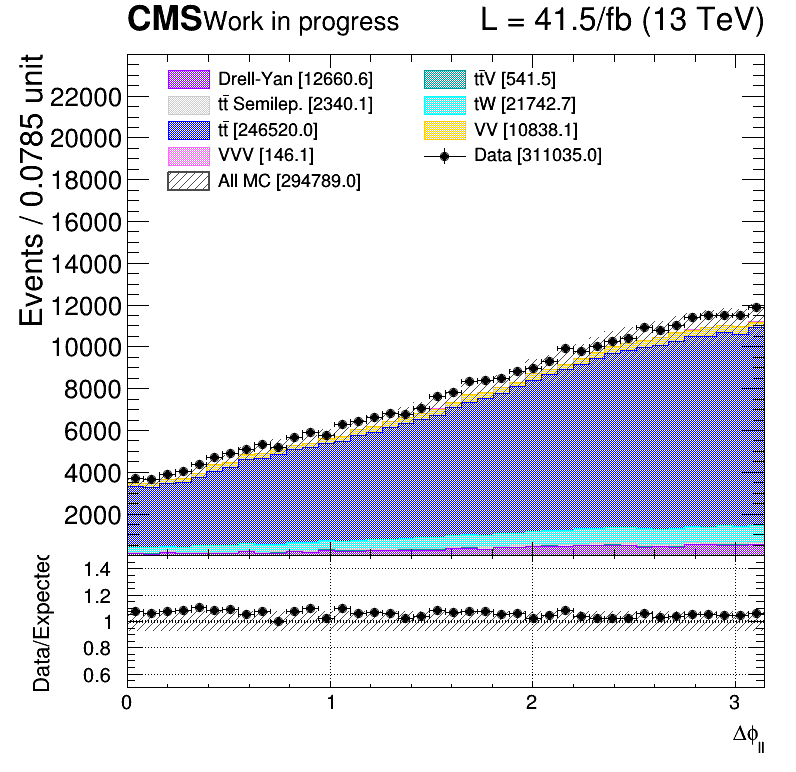 CMS Work in progress L = 41.5/fb (13 TeV)
Events / 0.0785 unit
22000
20000
18000
16000
14000
12000
10000
8000
6000
4000
2000
Drell-Yan [12660.6]
tt̅ Semilep. [2340.1]
tt̅ [246520.0]
VVV [146.1]
All MC [294789.0]
tt̅V [541.5]
tW [21742.7]
VV [10838.1]
Data [311035.0]
Data/Expected
1.4
1.2
1
0.8
0.6
0 1 2 3
Δϕ_ll